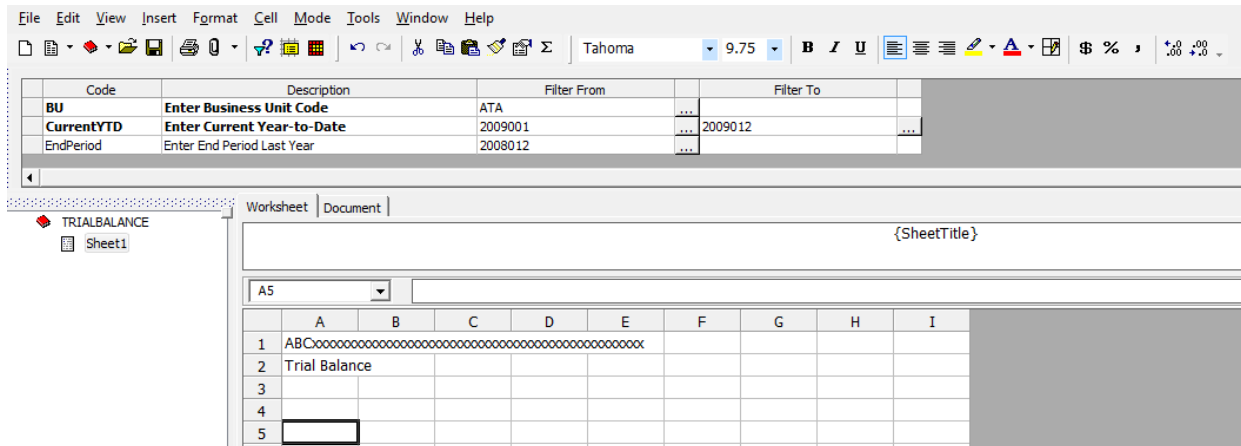 File Edit View Insert Format Cell Mode Tools Window Help
Tahoma 9.75 B I U $ % ,
Code Description Filter From Filter To
BU Enter Business Unit Code ATA ...
CurrentYTD Enter Current Year-to-Date 2009001 ... 2009012 ...
EndPeriod Enter End Period Last Year 2008012 ...
Worksheet Document
TRIALBALANCE
Sheet1
{SheetTitle}
A5
A B C D E F G H I
1 ABCxxxxxxxxxxxxxxxxxxxxxxxxxxxxxxxxxxxxxxxxxxxxxxx
2 Trial Balance
3
4
5